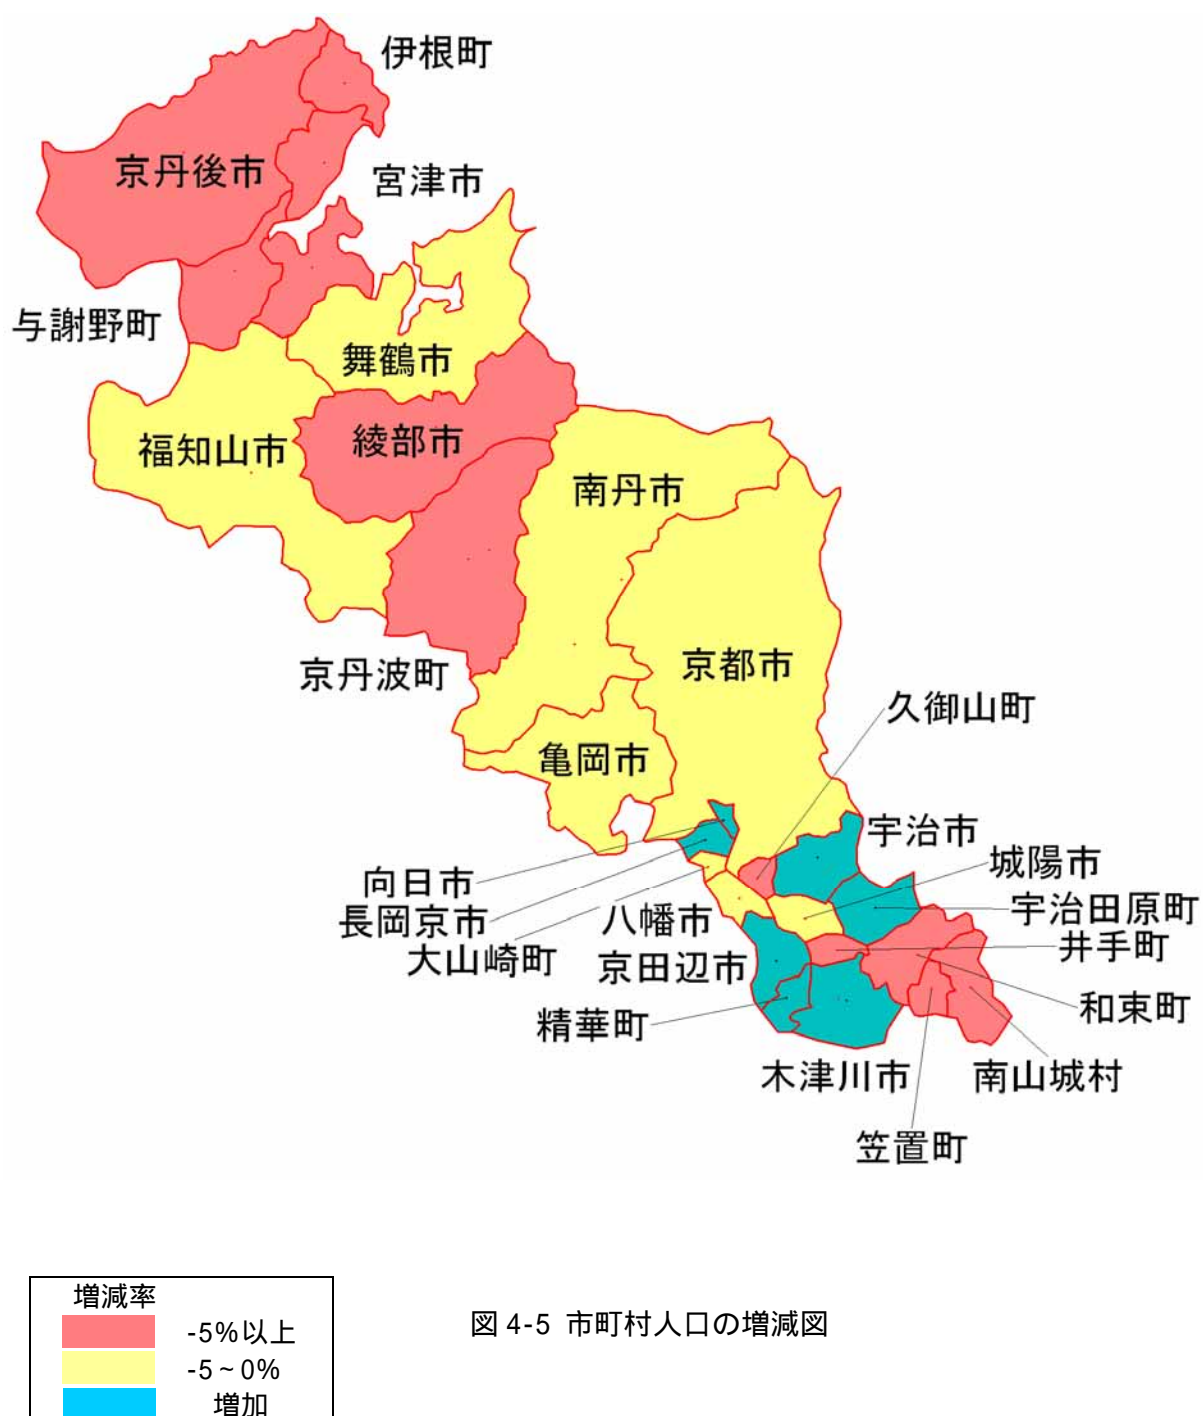 伊根町
京丹後市
宮津市
与謝野町
舞鶴市
福知山市
綾部市
南丹市
京丹波町
京都市
久御山町
亀岡市
宇治市
城陽市
向日市
長岡京市
八幡市
宇治田原町
大山崎町
京田辺市
井手町
精華町
和束町
木津川市
南山城村
笠置町
増減率
-5%以上
-5～0%
増加
図 4-5 市町村人口の増減図